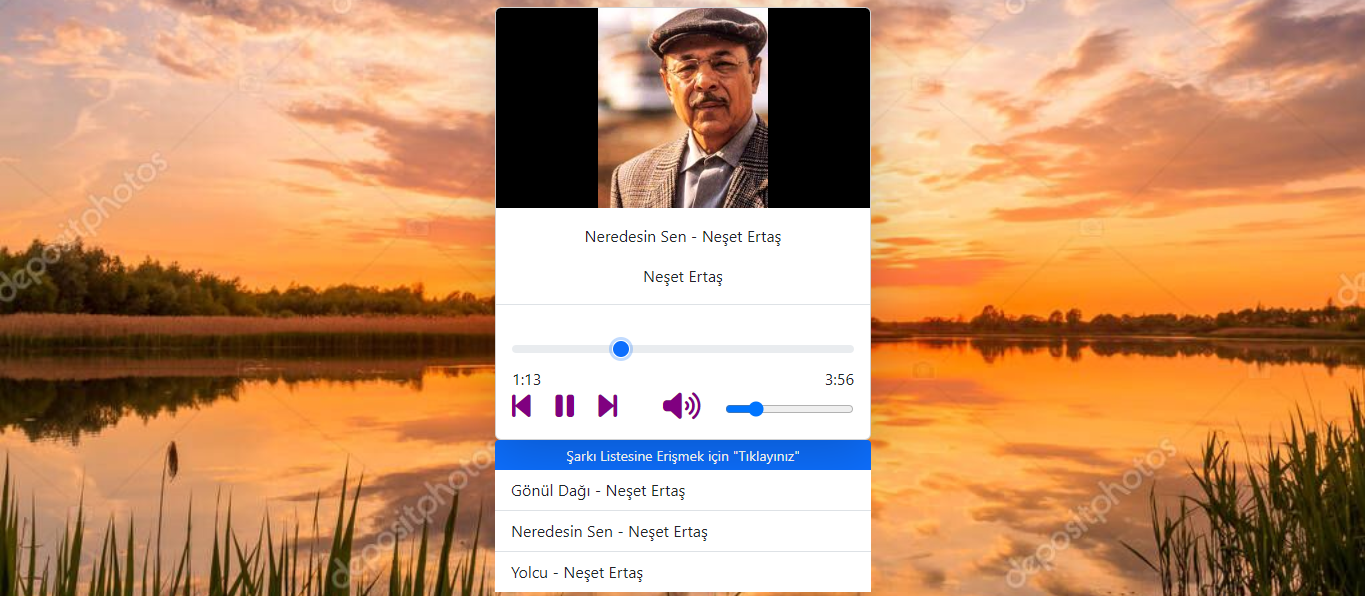 Neredesin Sen - Neşet Ertaş
Neşet Ertaş
1:13 3:56
Şarkı Listesine Erişmek için "Tıklayınız"
Gönül Dağı - Neşet Ertaş
Neredesin Sen - Neşet Ertaş
Yolcu - Neşet Ertaş
depositphotos
depositphotos
depositphotos
depositphotos